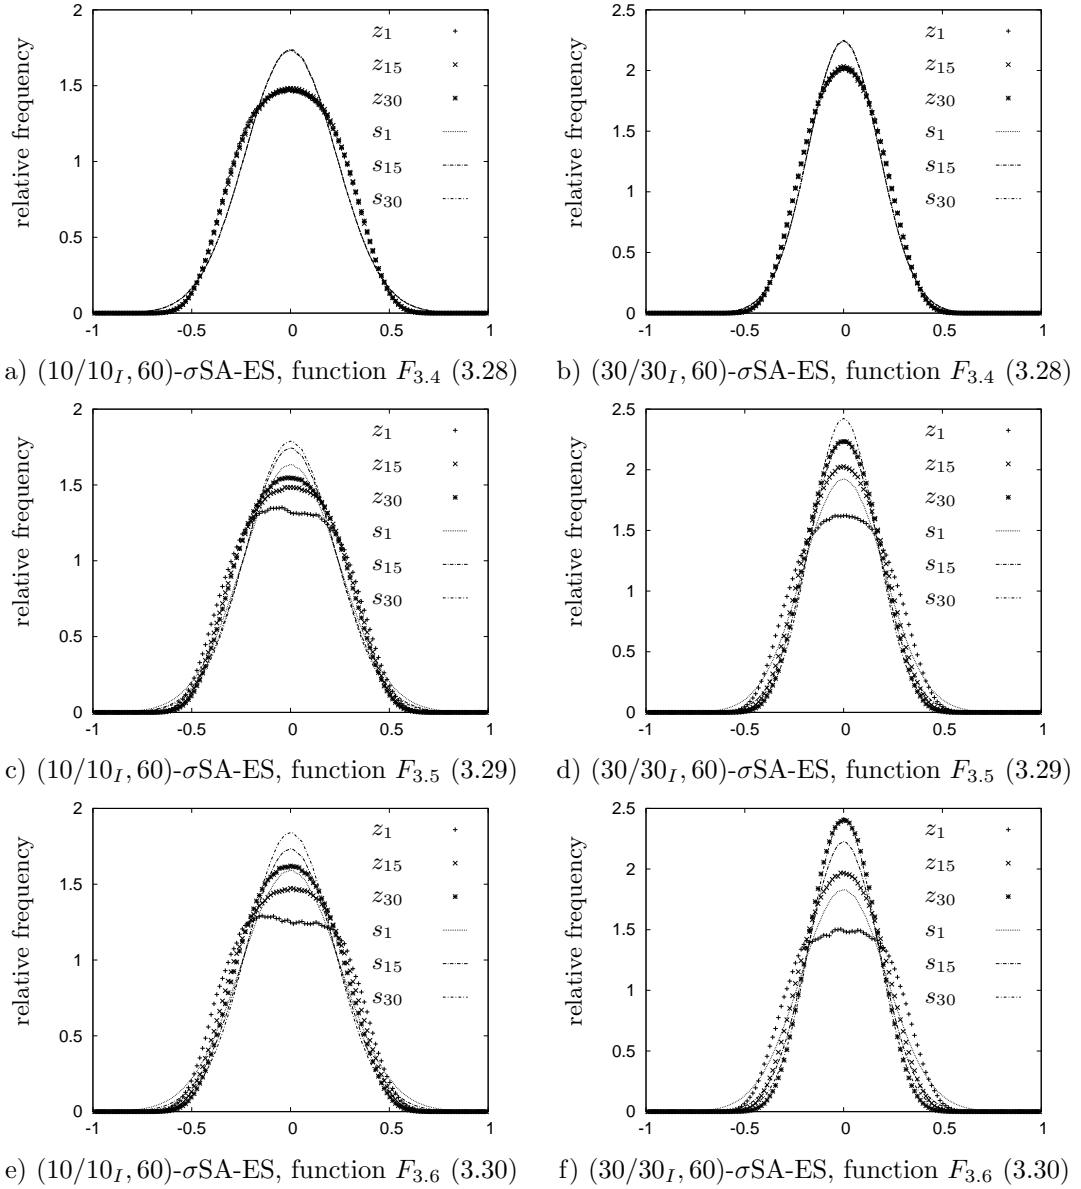 relative frequency
2
1.5
1
0.5
0
-1
-0.5
0
0.5
1
z1
z15
z30
s1
s15
s30
a) (10/10I, 60)-σSA-ES, function F3.4 (3.28)
relative frequency
2.5
2
1.5
1
0.5
0
-1
-0.5
0
0.5
1
z1
z15
z30
s1
s15
s30
b) (30/30I, 60)-σSA-ES, function F3.4 (3.28)
relative frequency
2
1.5
1
0.5
0
-1
-0.5
0
0.5
1
z1
z15
z30
s1
s15
s30
c) (10/10I, 60)-σSA-ES, function F3.5 (3.29)
relative frequency
2.5
2
1.5
1
0.5
0
-1
-0.5
0
0.5
1
z1
z15
z30
s1
s15
s30
d) (30/30I, 60)-σSA-ES, function F3.5 (3.29)
relative frequency
2
1.5
1
0.5
0
-1
-0.5
0
0.5
1
z1
z15
z30
s1
s15
s30
e) (10/10I, 60)-σSA-ES, function F3.6 (3.30)
relative frequency
2.5
2
1.5
1
0.5
0
-1
-0.5
0
0.5
1
z1
z15
z30
s1
s15
s30
f) (30/30I, 60)-σSA-ES, function F3.6 (3.30)